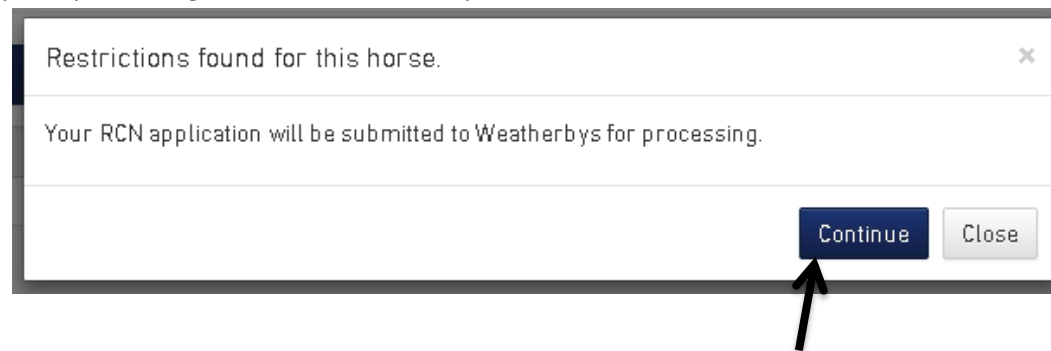 Restrictions found for this horse.
×
Your RCN application will be submitted to Weatherbys for processing.
Continue Close